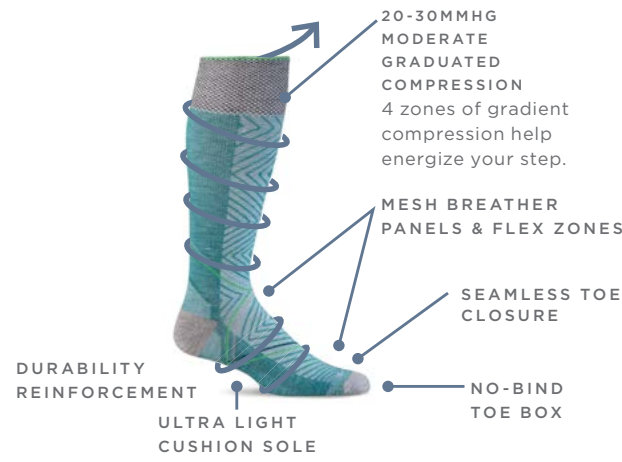 20-30MMHG
MODERATE
GRADUATED
COMPRESSION
4 zones of gradient
compression help
energize your step.
MESH BREATHER
PANELS & FLEX ZONES
SEAMLESS TOE
CLOSURE
DURABILITY
REINFORCEMENT
NO-BIND
TOE BOX
ULTRA LIGHT
CUSHION SOLE